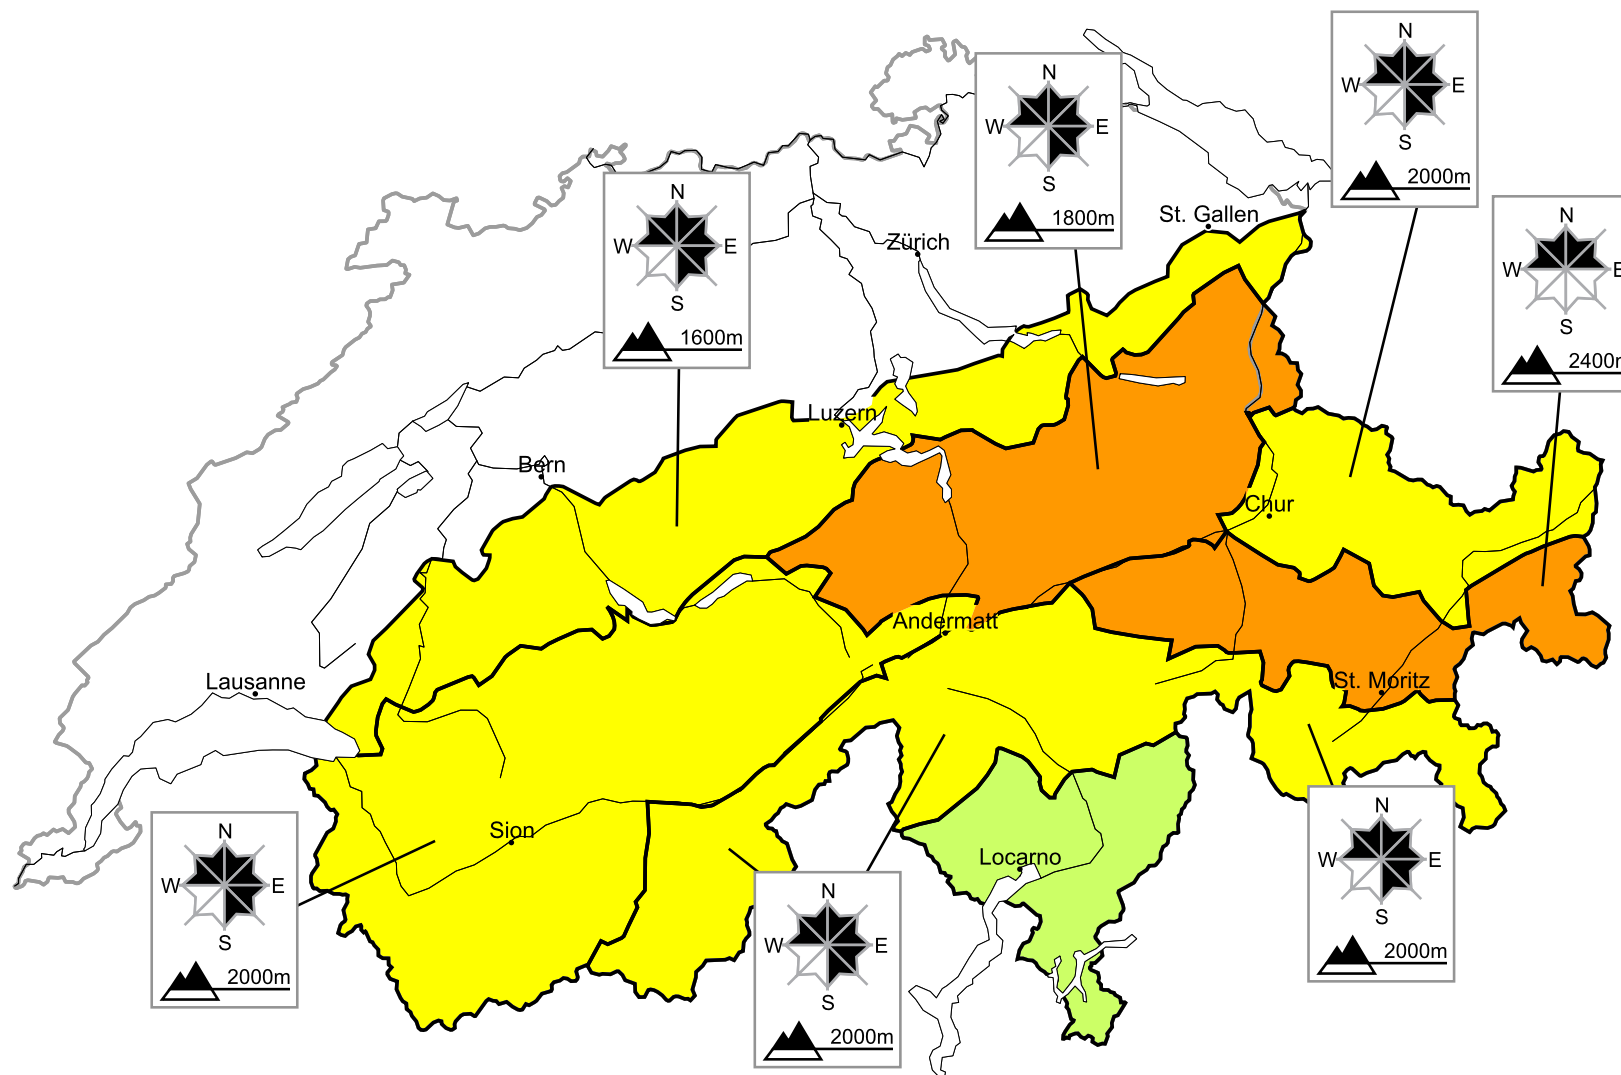 N
W E
S
2000m
N
W E
S
1800m
N
W E
S
1600m
N
W E
S
2400m
St. Gallen
Zürich
Luzern
Bern
Chur
Andermatt
Lausanne
St. Moritz
Sion
Locarno
N
W E
S
2000m
N
W E
S
2000m
N
W E
S
2000m